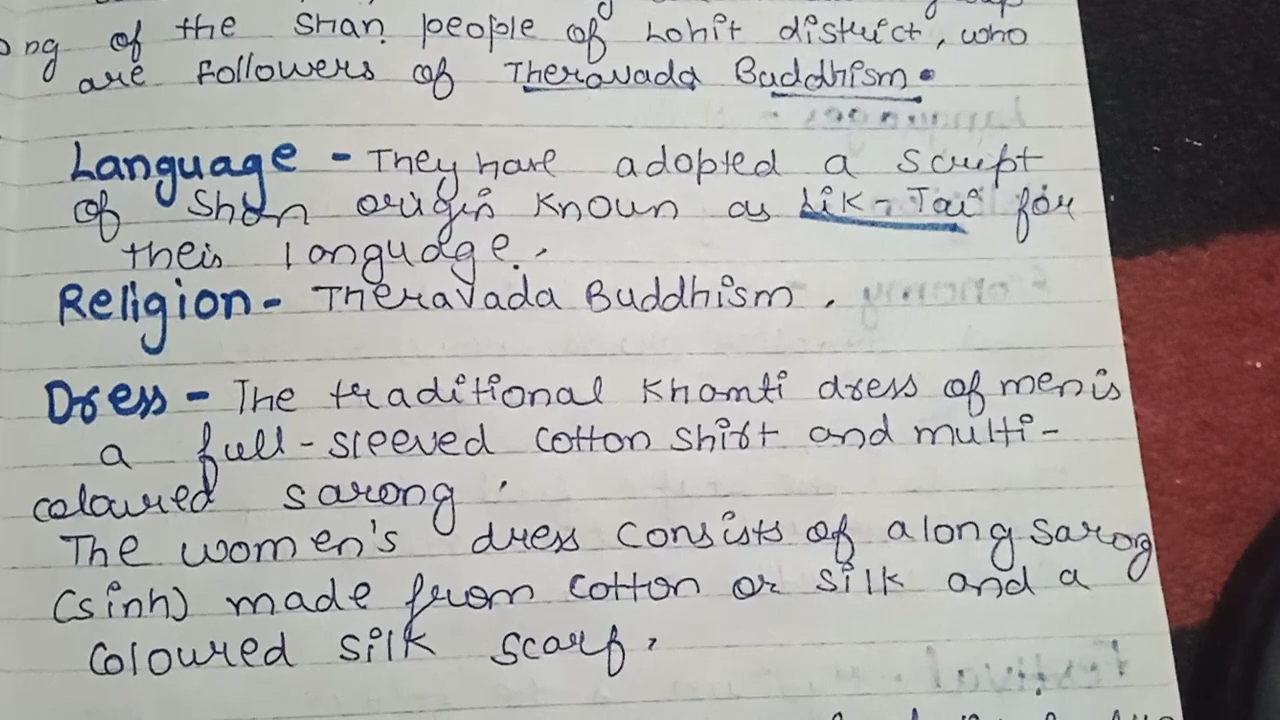 of the Shan people of Lohit district, who
are followers of Theravada Buddhism.
Language - They have adopted a script
of Shan origin known as Lik-Tai for
their language.
Religion - Theravada Buddhism.
Dress - The traditional Khamti dress of men is
a full-sleeved cotton shirt and multi-
coloured sarong.
The women's dress consists of a long sarog
(sinh) made from cotton or silk and a
coloured silk scarf.
Festival